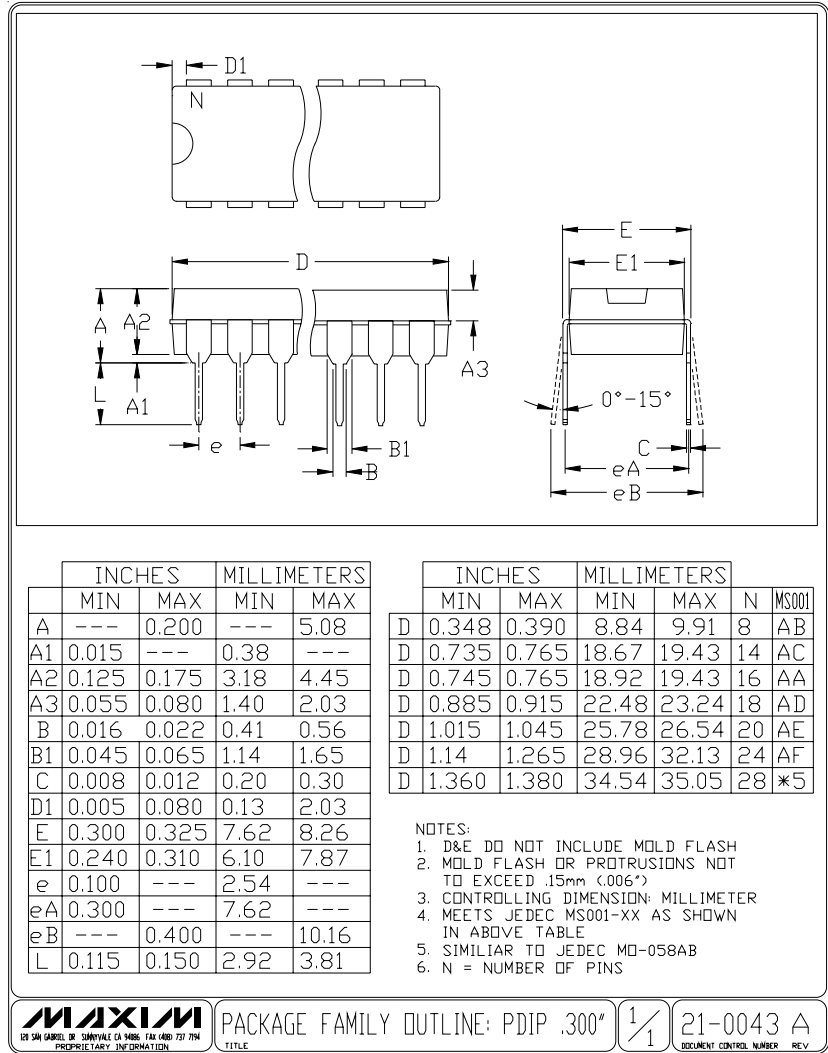 D1
N
D
E
E1
A
A2
A3
L
A1
0°-15°
e
B1
B
C
eA
eB
INCHES MILLIMETERS
MIN MAX MIN MAX
A --- 0.200 --- 5.08
A1 0.015 --- 0.38 ---
A2 0.125 0.175 3.18 4.45
A3 0.055 0.080 1.40 2.03
B 0.016 0.022 0.41 0.56
B1 0.045 0.065 1.14 1.65
C 0.008 0.012 0.20 0.30
D1 0.005 0.080 0.13 2.03
E 0.300 0.325 7.62 8.26
E1 0.240 0.310 6.10 7.87
e 0.100 --- 2.54 ---
eA 0.300 --- 7.62 ---
eB --- 0.400 --- 10.16
L 0.115 0.150 2.92 3.81
INCHES MILLIMETERS
MIN MAX MIN MAX N MS001
D 0.348 0.390 8.84 9.91 8 AB
D 0.735 0.765 18.67 19.43 14 AC
D 0.745 0.765 18.92 19.43 16 AA
D 0.885 0.915 22.48 23.24 18 AD
D 1.015 1.045 25.78 26.54 20 AE
D 1.14 1.265 28.96 32.13 24 AF
D 1.360 1.380 34.54 35.05 28 *5
NOTES:
1. D&E DO NOT INCLUDE MOLD FLASH
2. MOLD FLASH OR PROTRUSIONS NOT
TO EXCEED .15mm (.006")
3. CONTROLLING DIMENSION: MILLIMETER
4. MEETS JEDEC MS001-XX AS SHOWN
IN ABOVE TABLE
5. SIMILIAR TO JEDEC MO-058AB
6. N = NUMBER OF PINS
MAXIM
120 SAN GABRIEL DR SUNNYVALE CA 94086 FAX (408) 737 7194
PROPRIETARY INFORMATION
PACKAGE FAMILY OUTLINE: PDIP .300"
TITLE
1/1
21-0043 A
DOCUMENT CONTROL NUMBER REV